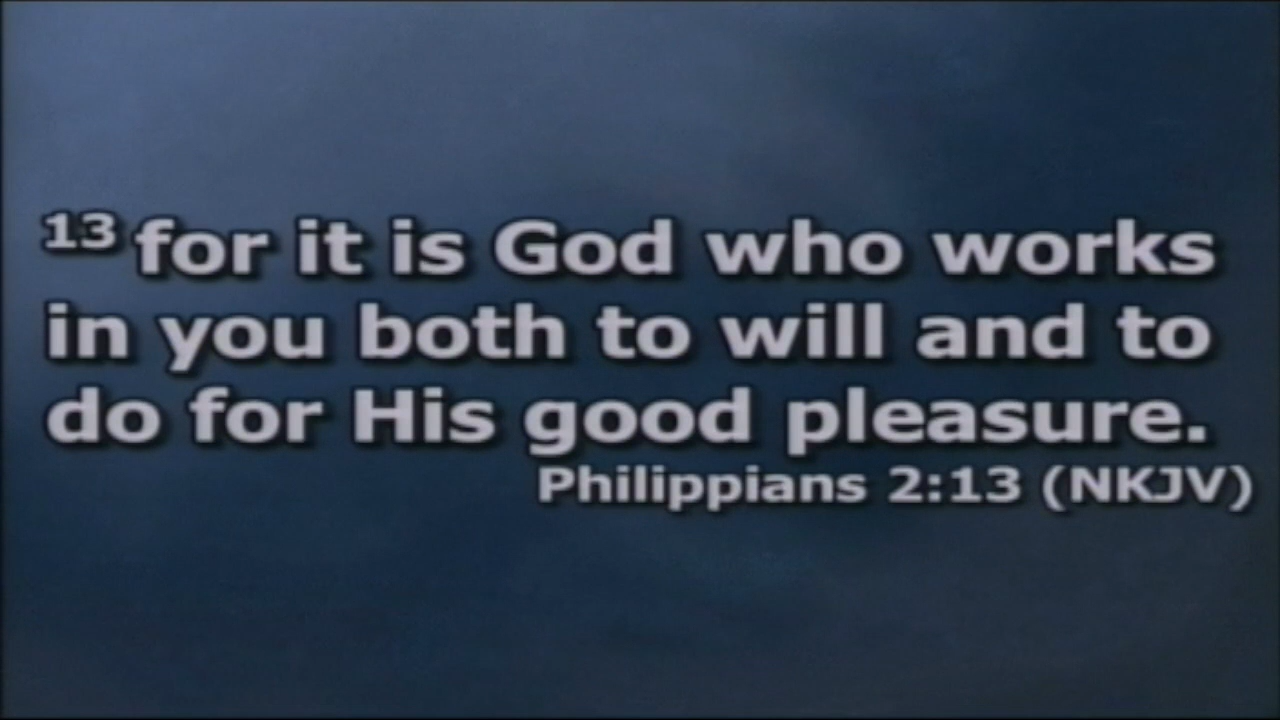 13 for it is God who works
in you both to will and to
do for His good pleasure.
Philippians 2:13 (NKJV)